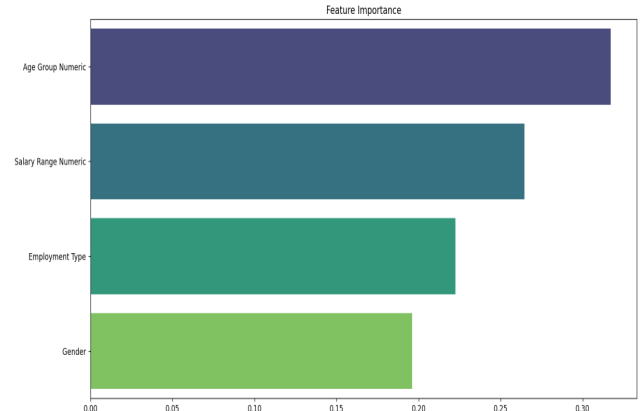 Feature Importance
Age Group Numeric
Salary Range Numeric
Employment Type
Gender
0.00 0.05 0.10 0.15 0.20 0.25 0.30